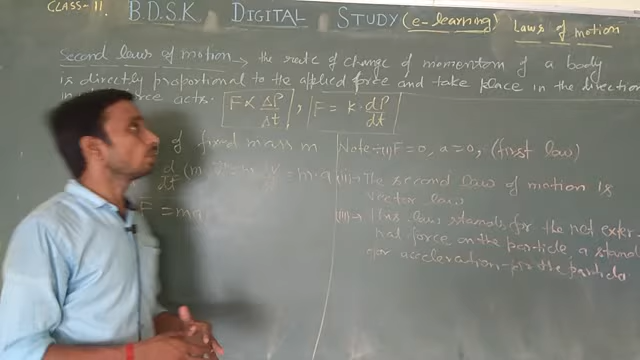 CLASS-11. B.D.S.K DIGITAL STUDY (e-learning) Laws of motion
Second laws of motion → the rate of change of momentum of a body
is directly proportional to the applied force and take place in the direction
acts. F ∝ ΔP/Δt , F = K·dP/dt
of fixed mass m
d/dt (m = m·a
F = ma
Note:- (i) F=0, a=0, (first law)
(ii) → The second law of motion is
vector law
(iii) → This law stands for the net exter-
nal force on the particle, a stand
for acceleration for the particle